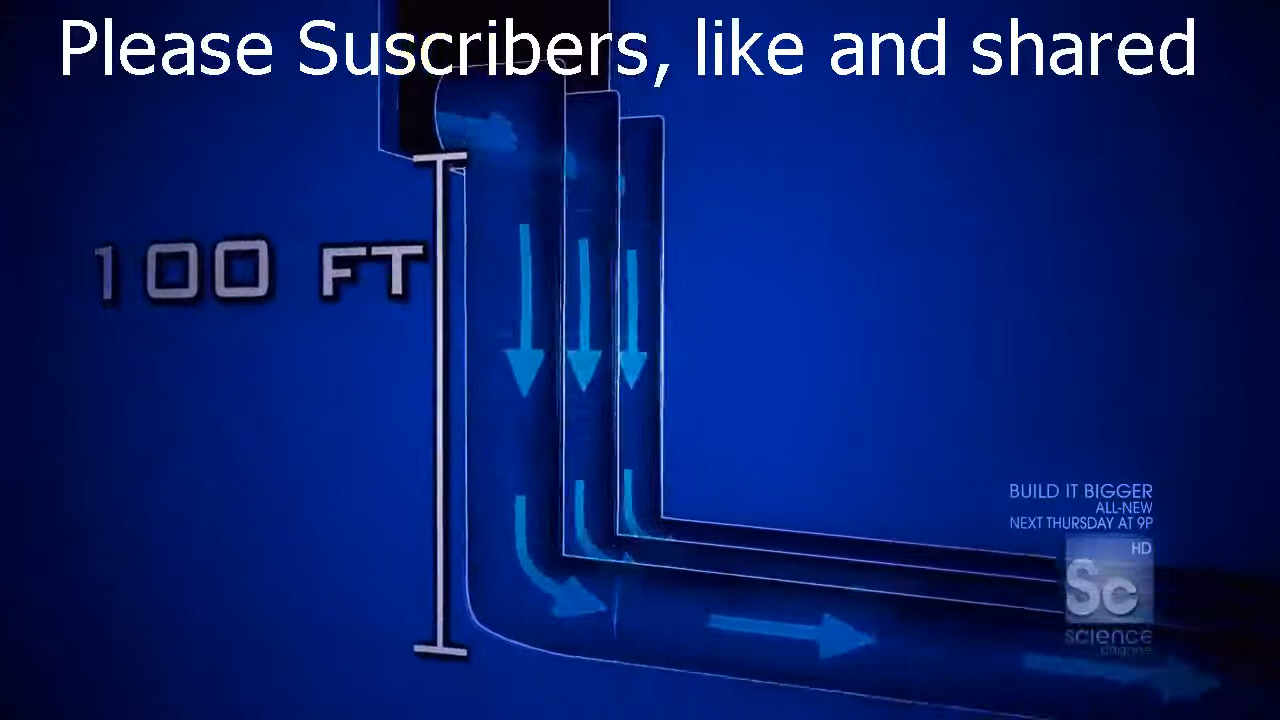 Please Suscribers, like and shared
100 FT
BUILD IT BIGGER
ALL-NEW
NEXT THURSDAY AT 9P
HD
Sc
science
channel